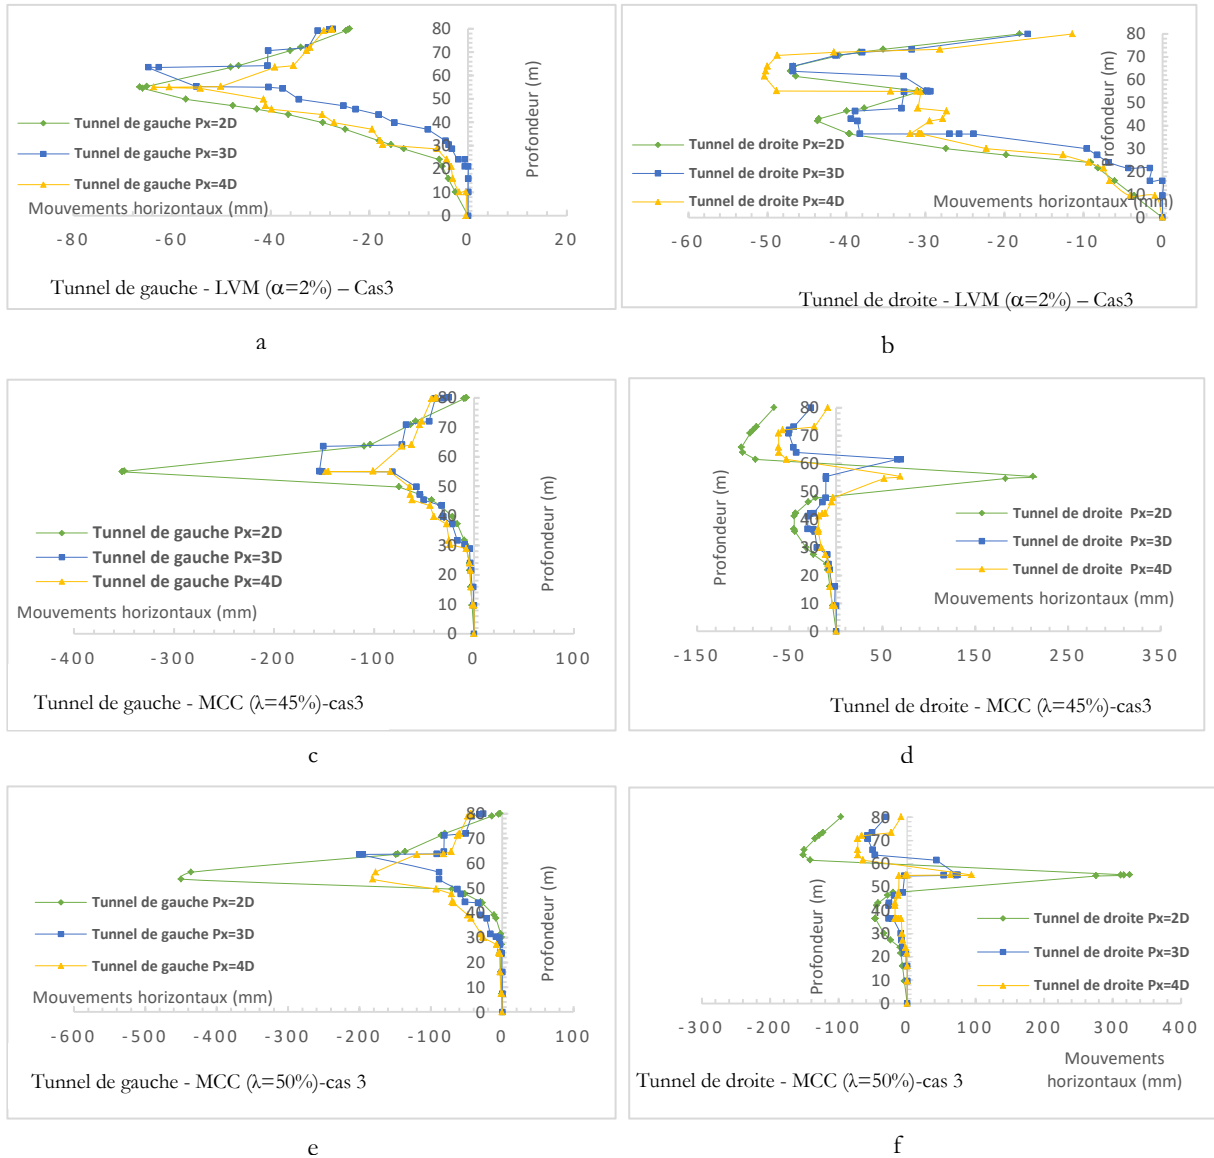 80
70
60
50
40
30
20
10
0
Profondeur (m)
Tunnel de gauche Px=2D
Tunnel de gauche Px=3D
Tunnel de gauche Px=4D
Mouvements horizontaux (mm)
-80 -60 -40 -20 0 20
Tunnel de gauche - LVM (α=2%) – Cas3
a
80
70
60
50
40
30
20
10
0
Profondeur (m)
Tunnel de droite - Px=2D
Tunnel de droite - Px=3D
Tunnel de droite - Px=4D
Mouvements horizontaux (mm)
-60 -50 -40 -30 -20 -10 0
Tunnel de droite - LVM (α=2%) – Cas3
b
80
70
60
50
40
30
20
10
0
Profondeur (m)
Tunnel de gauche Px=2D
Tunnel de gauche Px=3D
Tunnel de gauche Px=4D
Mouvements horizontaux (mm)
-400 -300 -200 -100 0 100
Tunnel de gauche - MCC (λ=45%)-cas3
c
80
70
60
50
40
30
20
10
0
Profondeur (m)
Tunnel de droite Px=2D
Tunnel de droite Px=3D
Tunnel de droite Px=4D
Mouvements horizontaux (mm)
-150 -50 50 150 250 350
Tunnel de droite - MCC (λ=45%)-cas3
d
80
70
60
50
40
30
20
10
0
Profondeur (m)
Tunnel de gauche Px=2D
Tunnel de gauche Px=3D
Tunnel de gauche Px=4D
Mouvements horizontaux (mm)
-600 -500 -400 -300 -200 -100 0 100
Tunnel de gauche - MCC (λ=50%)-cas 3
e
80
70
60
50
40
30
20
10
0
Profondeur (m)
Tunnel de droite Px=2D
Tunnel de droite Px=3D
Tunnel de droite Px=4D
-300 -200 -100 0 100 200 300 400
Mouvements
horizontaux (mm)
Tunnel de droite - MCC (λ=50%)-cas 3
f